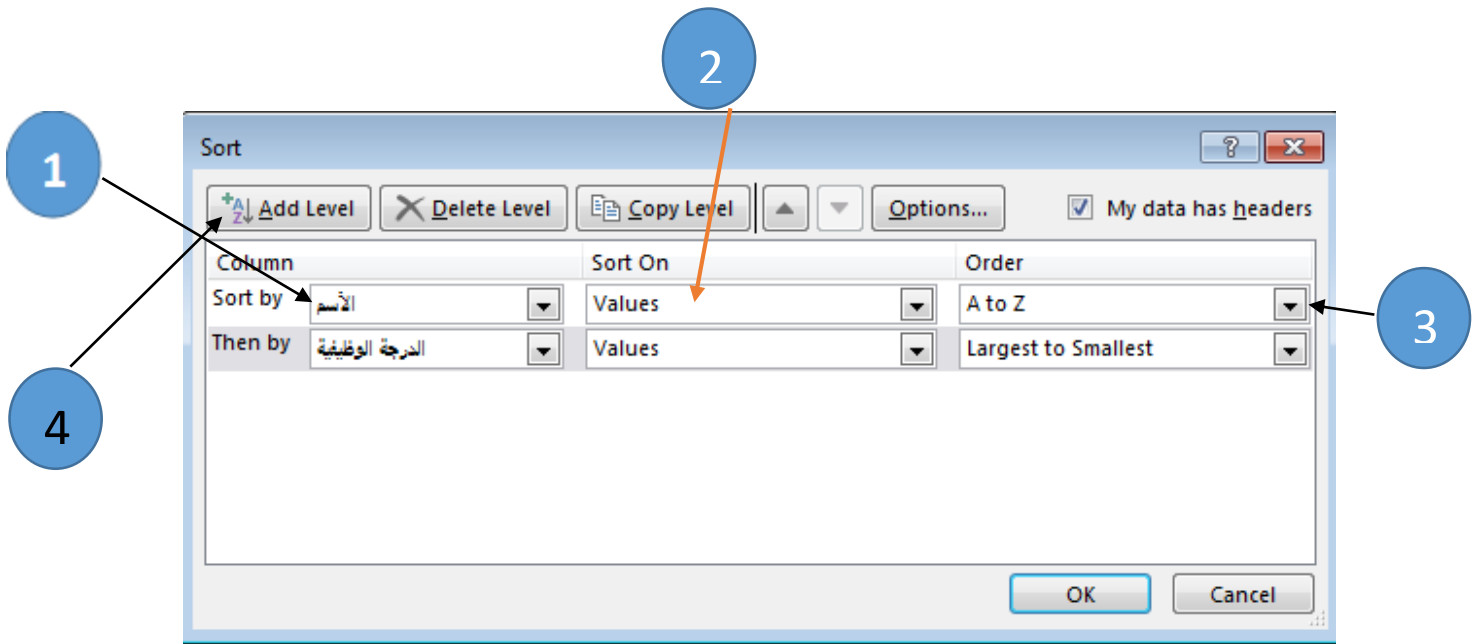 2
1
Sort
?
Add Level Delete Level Copy Level Options... My data has headers
Column Sort On Order
Sort by الأسم Values A to Z
3
Then by الدرجة الوظيفية Values Largest to Smallest
4
OK Cancel